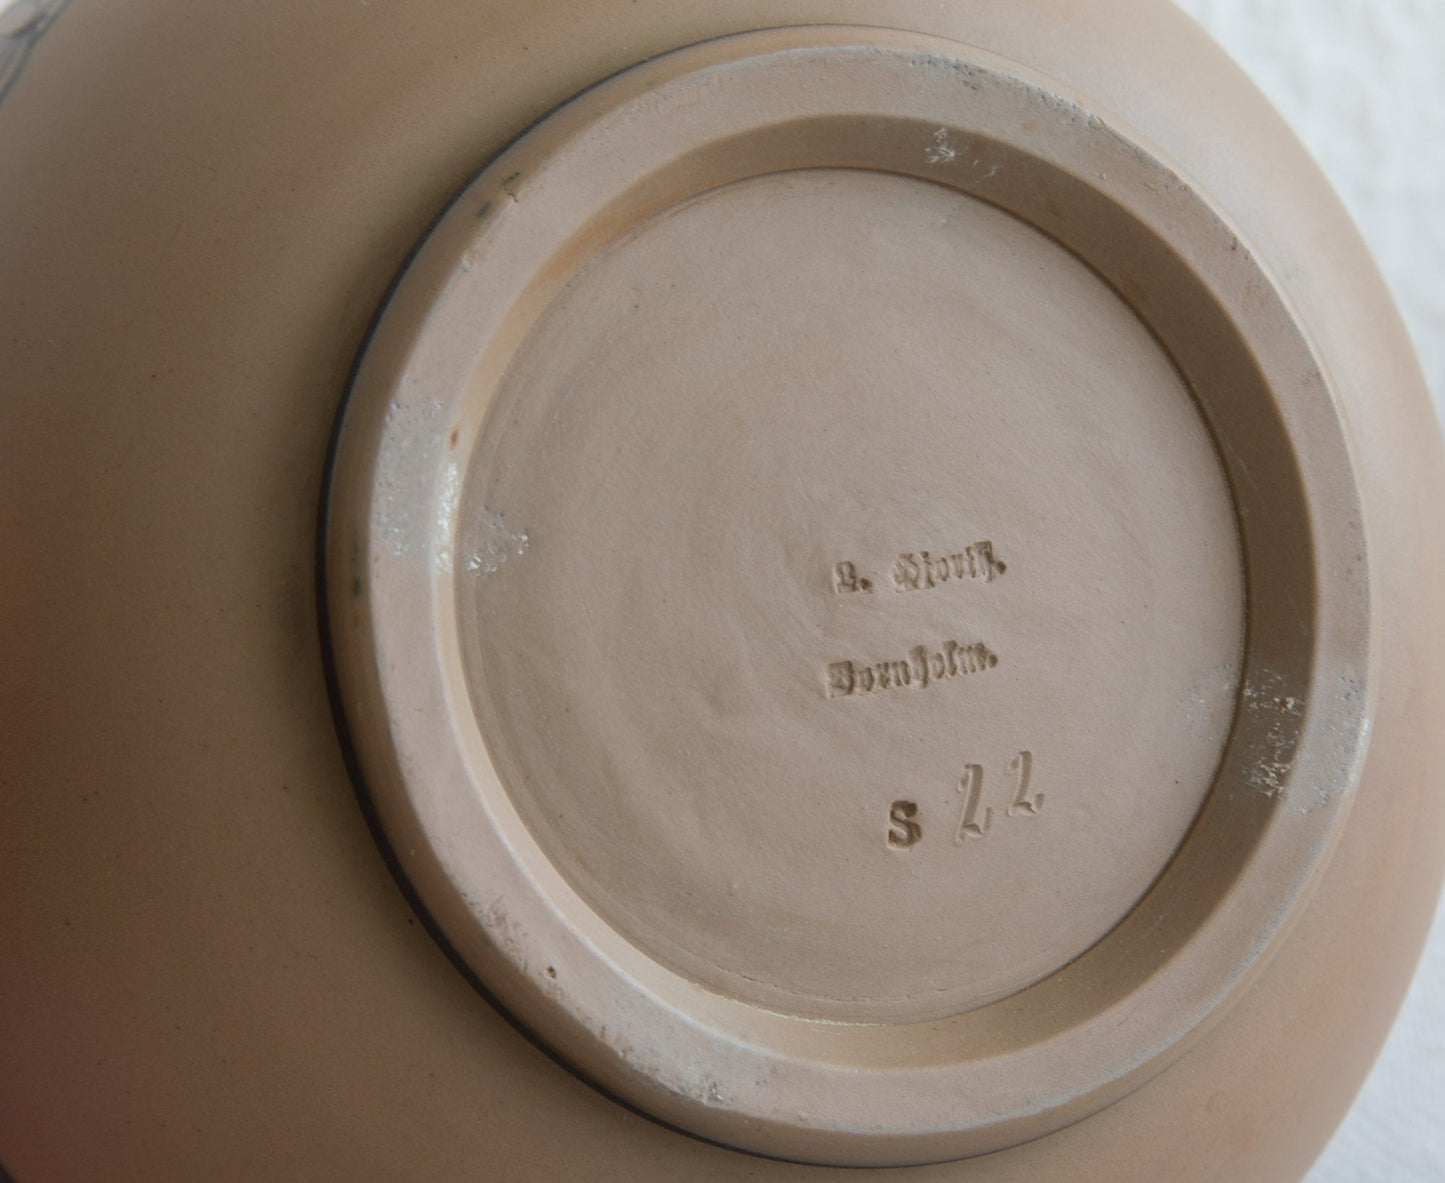 L. Hjorth.
Bornholm.
S 22